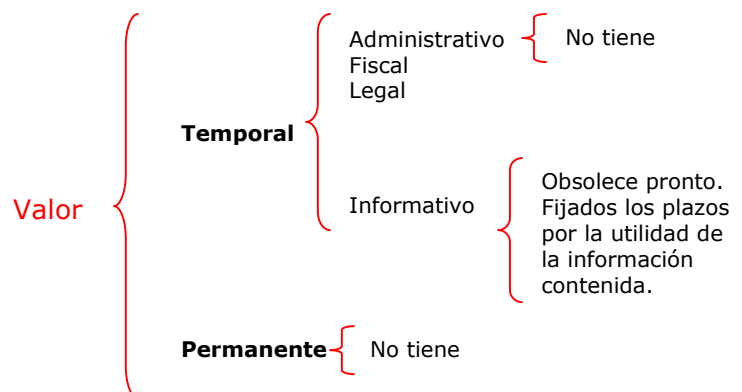 Valor
Temporal
Administrativo
Fiscal
Legal
No tiene
Informativo
Obsolece pronto.
Fijados los plazos
por la utilidad de
la información
contenida.
Permanente
No tiene